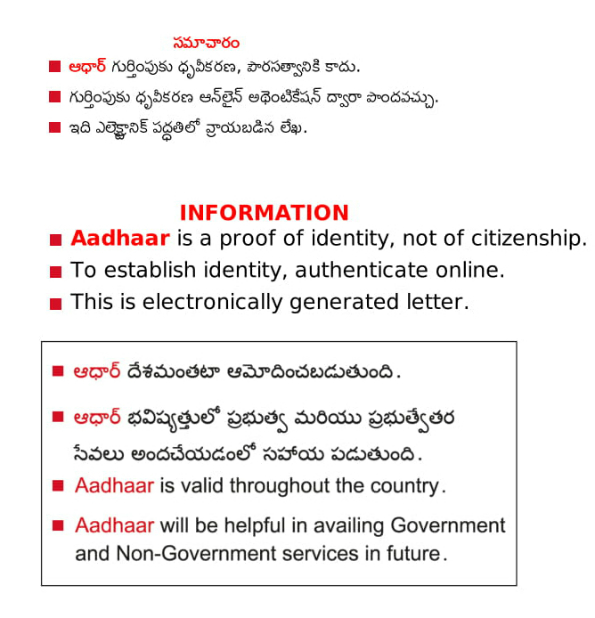 సమాచారం
ఆధార్ గుర్తింపుకు ధృవీకరణ, పౌరసత్వానికి కాదు.
గుర్తింపుకు ధృవీకరణ ఆన్‌లైన్ అథెంటికేషన్ ద్వారా పొందవచ్చు.
ఇది ఎలెక్ట్రానిక్ పద్ధతిలో వ్రాయబడిన లేఖ.
INFORMATION
Aadhaar is a proof of identity, not of citizenship.
To establish identity, authenticate online.
This is electronically generated letter.
ఆధార్ దేశమంతటా ఆమోదించబడుతుంది.
ఆధార్ భవిష్యత్తులో ప్రభుత్వ మరియు ప్రభుత్వేతర
సేవలు అందచేయడంలో సహాయ పడుతుంది.
Aadhaar is valid throughout the country.
Aadhaar will be helpful in availing Government
and Non-Government services in future.